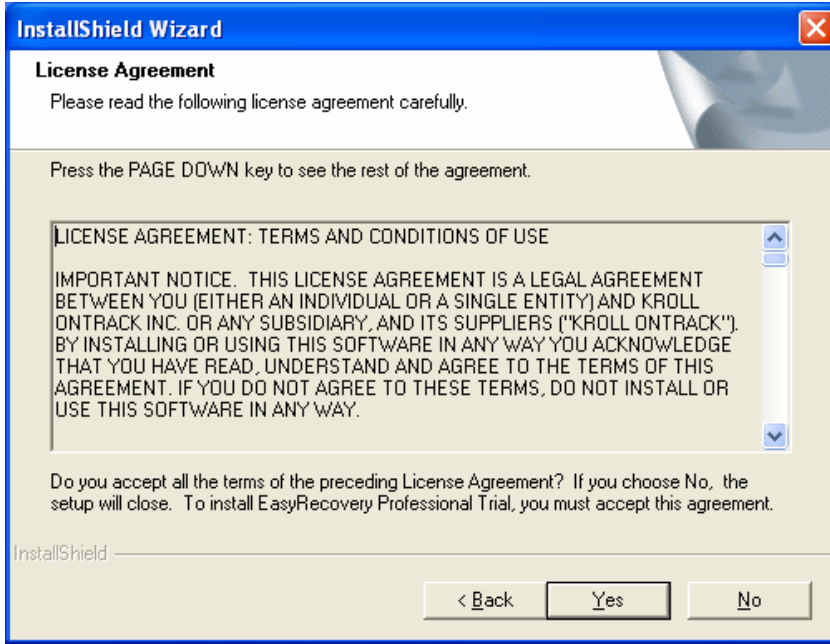 InstallShield Wizard
License Agreement
Please read the following license agreement carefully.
Press the PAGE DOWN key to see the rest of the agreement.
LICENSE AGREEMENT: TERMS AND CONDITIONS OF USE
IMPORTANT NOTICE.  THIS LICENSE AGREEMENT IS A LEGAL AGREEMENT
BETWEEN YOU (EITHER AN INDIVIDUAL OR A SINGLE ENTITY) AND KROLL
ONTRACK INC. OR ANY SUBSIDIARY, AND ITS SUPPLIERS ("KROLL ONTRACK").
BY INSTALLING OR USING THIS SOFTWARE IN ANY WAY YOU ACKNOWLEDGE
THAT YOU HAVE READ, UNDERSTAND AND AGREE TO THE TERMS OF THIS
AGREEMENT. IF YOU DO NOT AGREE TO THESE TERMS, DO NOT INSTALL OR
USE THIS SOFTWARE IN ANY WAY.
Do you accept all the terms of the preceding License Agreement?  If you choose No,  the
setup will close.  To install EasyRecovery Professional Trial, you must accept this agreement.
InstallShield
< Back
Yes
No